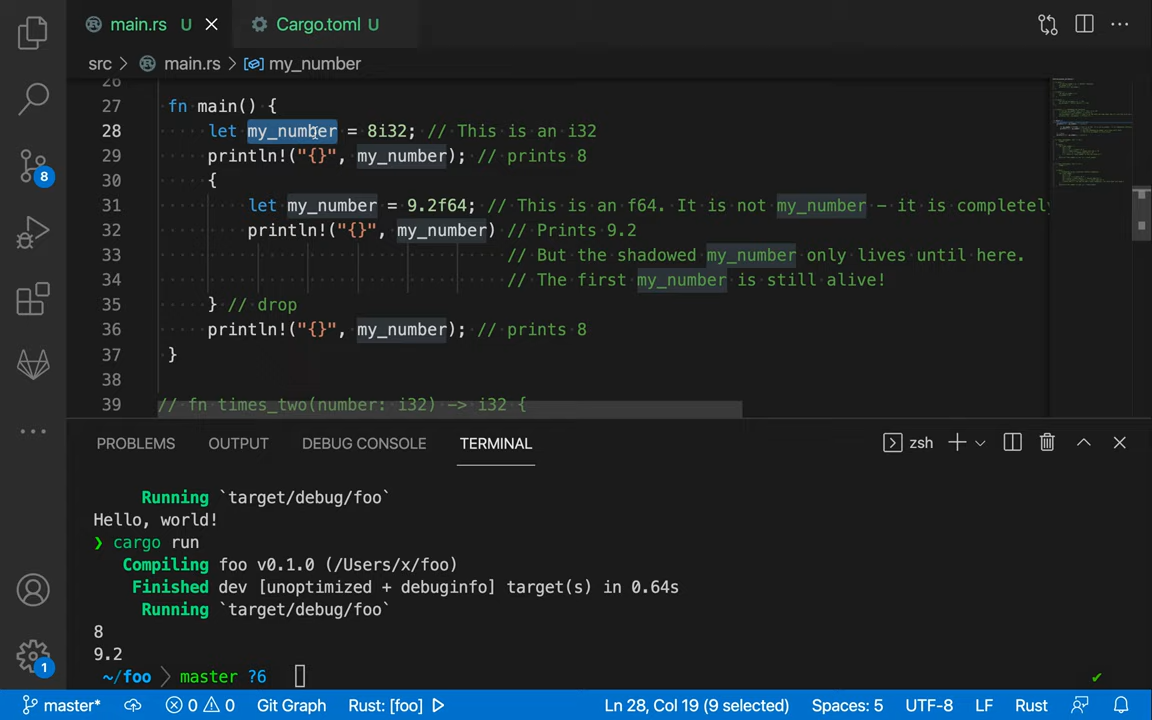 main.rs U Cargo.toml U
src main.rs my_number
26
27 fn main() {
28 let my_number = 8i32; // This is an i32
29 println!("{}", my_number); // prints 8
30 {
31 let my_number = 9.2f64; // This is an f64. It is not my_number - it is completely
32 println!("{}", my_number) // Prints 9.2
33 // But the shadowed my_number only lives until here.
34 // The first my_number is still alive!
35 } // drop
36 println!("{}", my_number); // prints 8
37 }
38
39 // fn times_two(number: i32) -> i32 {
PROBLEMS OUTPUT DEBUG CONSOLE TERMINAL zsh
Running `target/debug/foo`
Hello, world!
❯ cargo run
Compiling foo v0.1.0 (/Users/x/foo)
Finished dev [unoptimized + debuginfo] target(s) in 0.64s
Running `target/debug/foo`
8
9.2
~/foo master ?6
8
1
master* 0 0 Git Graph Rust: [foo] Ln 28, Col 19 (9 selected) Spaces: 5 UTF-8 LF Rust